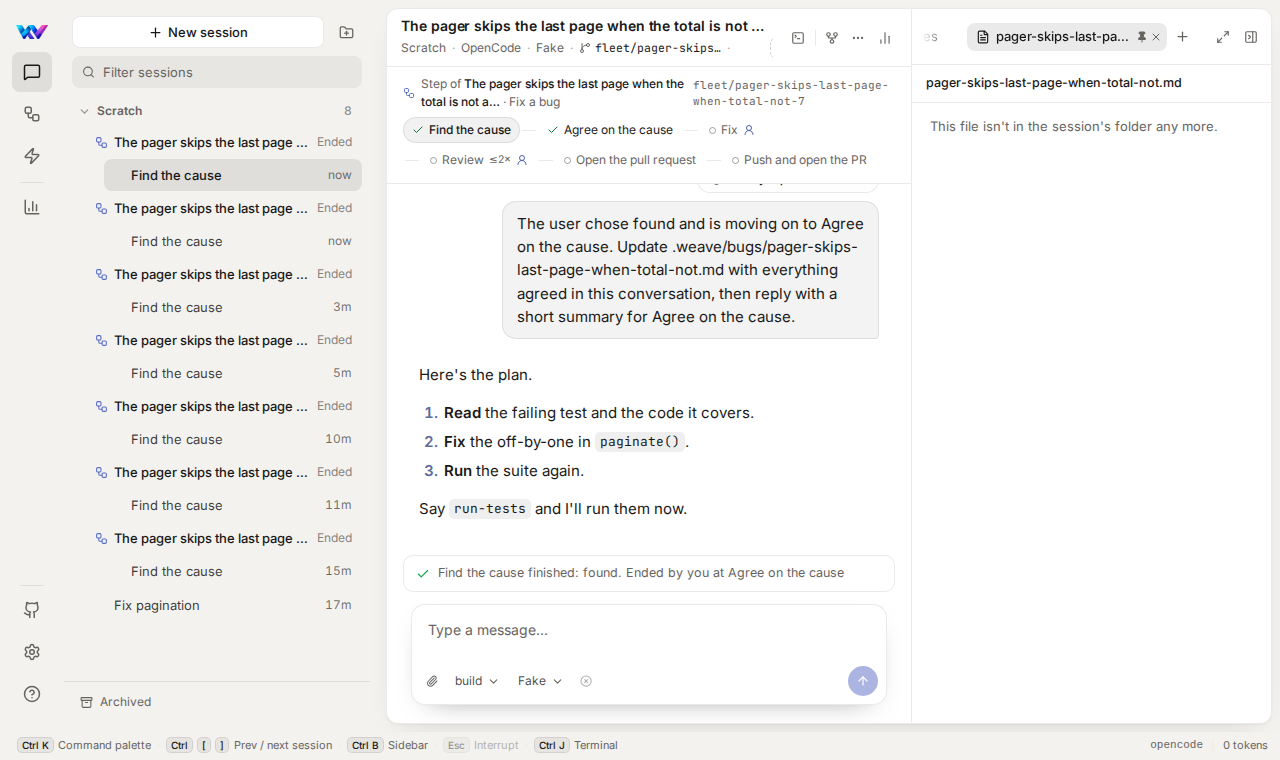 New session
Filter sessions
Scratch 8
The pager skips the last page ... Ended
Find the cause now
The pager skips the last page ... Ended
Find the cause now
The pager skips the last page ... Ended
Find the cause 3m
The pager skips the last page ... Ended
Find the cause 5m
The pager skips the last page ... Ended
Find the cause 10m
The pager skips the last page ... Ended
Find the cause 11m
The pager skips the last page ... Ended
Find the cause 15m
Fix pagination 17m
Archived
The pager skips the last page when the total is not ...
Scratch · OpenCode · Fake · fleet/pager-skips… ·
Step of The pager skips the last page when the
total is not a... · Fix a bug
fleet/pager-skips-last-page-
when-total-not-7
Find the cause
Agree on the cause
Fix
Review ≤2×
Open the pull request
Push and open the PR
The user chose found and is moving on to Agree
on the cause. Update .weave/bugs/pager-skips-
last-page-when-total-not.md with everything
agreed in this conversation, then reply with a
short summary for Agree on the cause.
Here's the plan.
1. Read the failing test and the code it covers.
2. Fix the off-by-one in paginate().
3. Run the suite again.
Say run-tests and I'll run them now.
Find the cause finished: found. Ended by you at Agree on the cause
Type a message...
build Fake
es
pager-skips-last-pa...
pager-skips-last-page-when-total-not.md
This file isn't in the session's folder any more.
Ctrl K Command palette Ctrl [ ] Prev / next session Ctrl B Sidebar Esc Interrupt Ctrl J Terminal
opencode 0 tokens